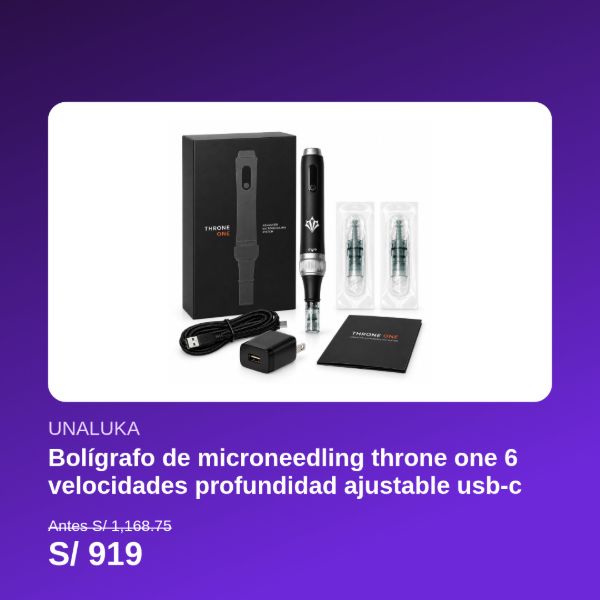 THRONE
ONE
THRONE ONE
UNALUKA
Bolígrafo de microneedling throne one 6
velocidades profundidad ajustable usb-c
Antes S/ 1,168.75
S/ 919